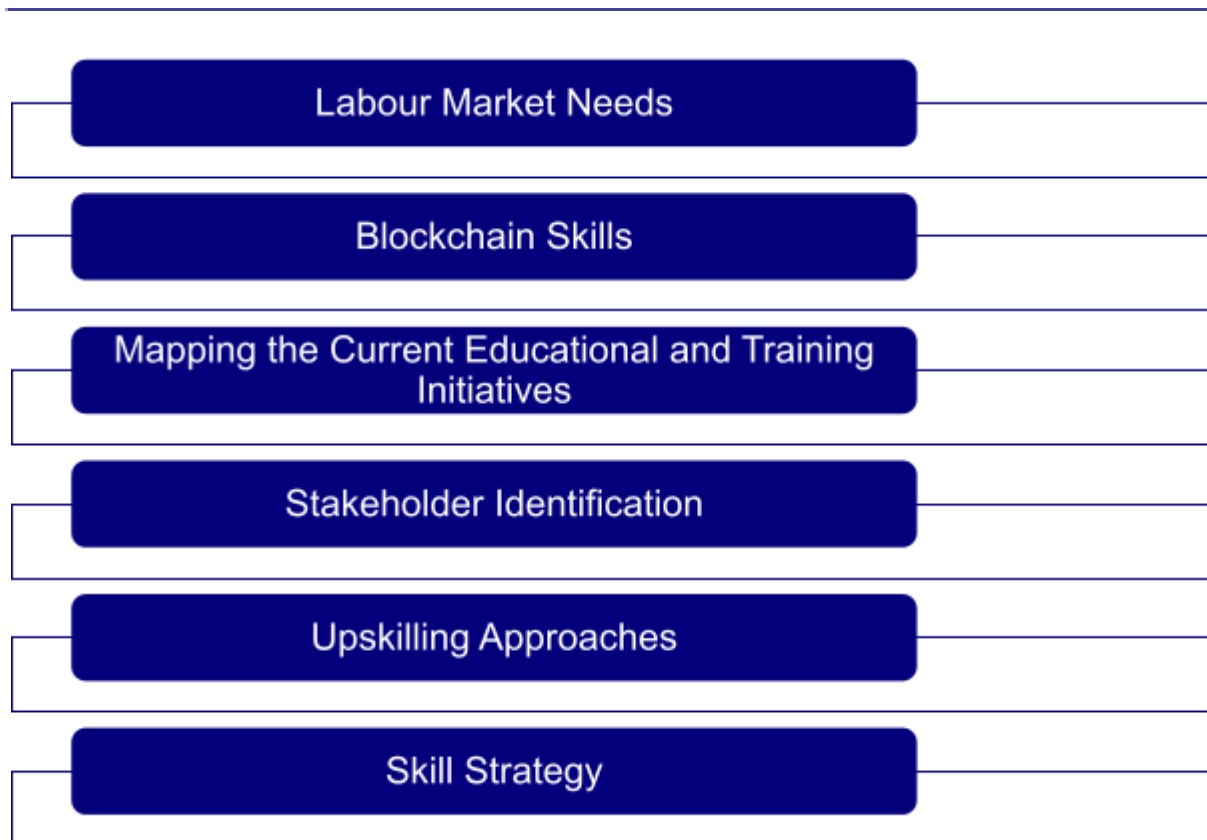 Labour Market Needs
Blockchain Skills
Mapping the Current Educational and Training
Initiatives
Stakeholder Identification
Upskilling Approaches
Skill Strategy